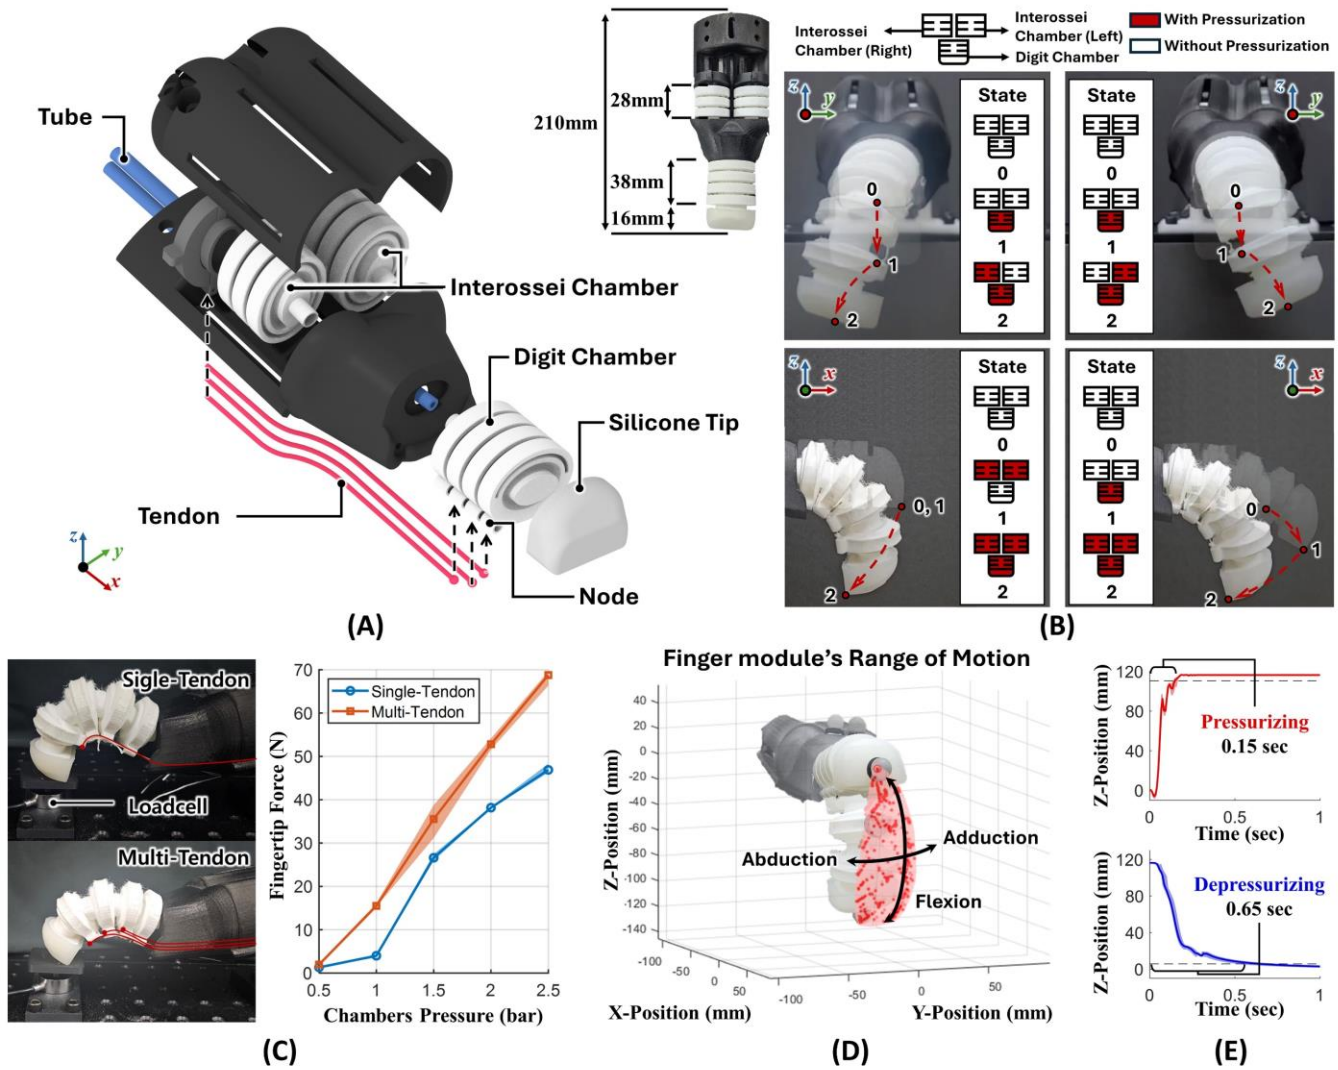 Tube
Interossei Chamber
Digit Chamber
Silicone Tip
Tendon
Node
z
y
x
210mm
28mm
38mm
16mm
(A)
Interossei
Chamber (Right)
Interossei
Chamber (Left)
Digit Chamber
With Pressurization
Without Pressurization
z
y
0
1
2
State
0
1
2
State
0
1
2
z
y
0
1
2
z
x
0, 1
2
State
0
1
2
State
0
1
2
z
x
0
1
2
(B)
Sigle-Tendon
Loadcell
Multi-Tendon
Fingertip Force (N)
70
60
50
40
30
20
10
0
0.5
1
1.5
2
2.5
Chambers Pressure (bar)
Single-Tendon
Multi-Tendon
(C)
Finger module's Range of Motion
Z-Position (mm)
40
20
0
-20
-40
-60
-80
-100
-120
-140
Abduction
Adduction
Flexion
-100
-50
0
50
X-Position (mm)
-100
-50
0
50
Y-Position (mm)
(D)
Z-Position (mm)
120
80
40
0
Pressurizing
0.15 sec
0
0.5
1
Time (sec)
Z-Position (mm)
120
80
40
0
Depressurizing
0.65 sec
0
0.5
1
Time (sec)
(E)